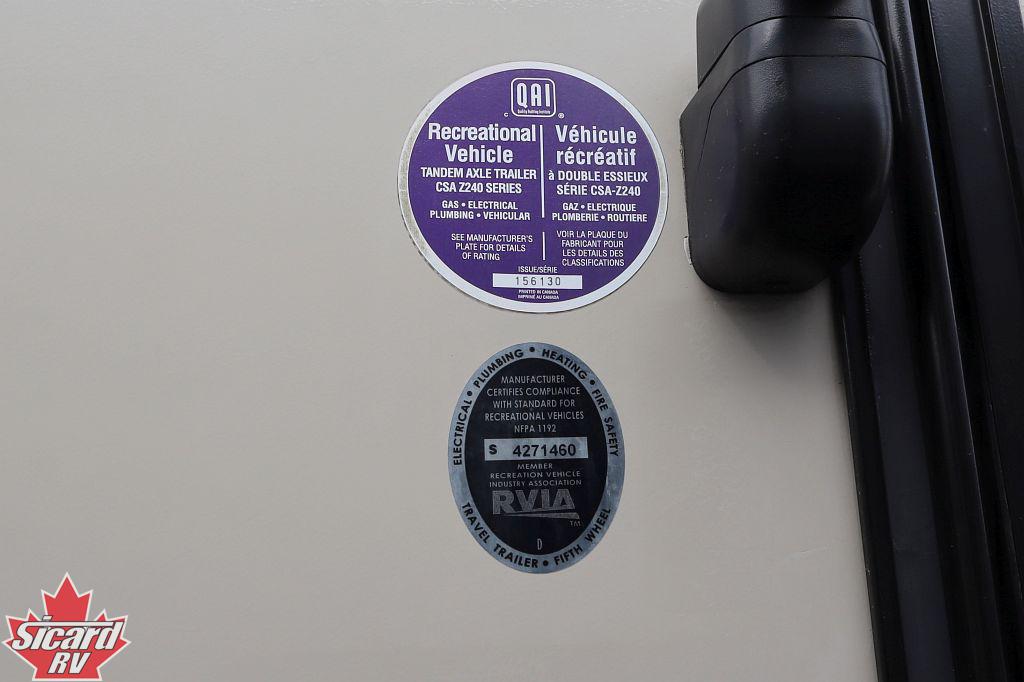 QAI
Recreational
Vehicle
TANDEM AXLE TRAILER
CSA Z240 SERIES
GAS • ELECTRICAL
PLUMBING • VEHICULAR
SEE MANUFACTURER'S
PLATE FOR DETAILS
OF RATING
Véhicule
récréatif
à DOUBLE ESSIEUX
SÉRIE CSA-Z240
GAZ • ELECTRIQUE
PLOMBERIE • ROUTIERE
VOIR LA PLAQUE DU
FABRICANT POUR
LES DETAILS DES
CLASSIFICATIONS
ISSUE/SÉRIE
156130
PRINTED IN CANADA
IMPRIMÉ AU CANADA
ELECTRICAL • PLUMBING • HEATING • FIRE SAFETY
MANUFACTURER
CERTIFIES COMPLIANCE
WITH STANDARD FOR
RECREATIONAL VEHICLES
NFPA 1192
S 4271460
MEMBER
RECREATION VEHICLE
INDUSTRY ASSOCIATION
RVIA
TM
D
TRAVEL TRAILER • FIFTH WHEEL
Sicard
RV